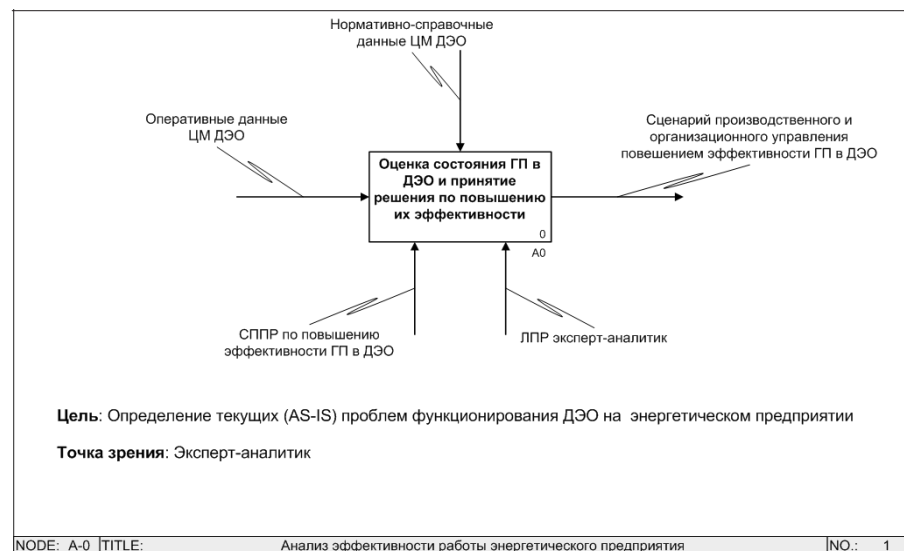 Нормативно-справочные
данные ЦМ ДЭО
Оперативные данные
ЦМ ДЭО
Сценарий производственного и
организационного управления
повешением эффективности ГП в ДЭО
Оценка состояния ГП в
ДЭО и принятие
решения по повышению
их эффективности
0
A0
СППР по повышению
эффективности ГП в ДЭО
ЛПР эксперт-аналитик
Цель: Определение текущих (AS-IS) проблем функционирования ДЭО на энергетическом предприятии
Точка зрения: Эксперт-аналитик
NODE: A-0 TITLE: Анализ эффективности работы энергетического предприятия NO.: 1